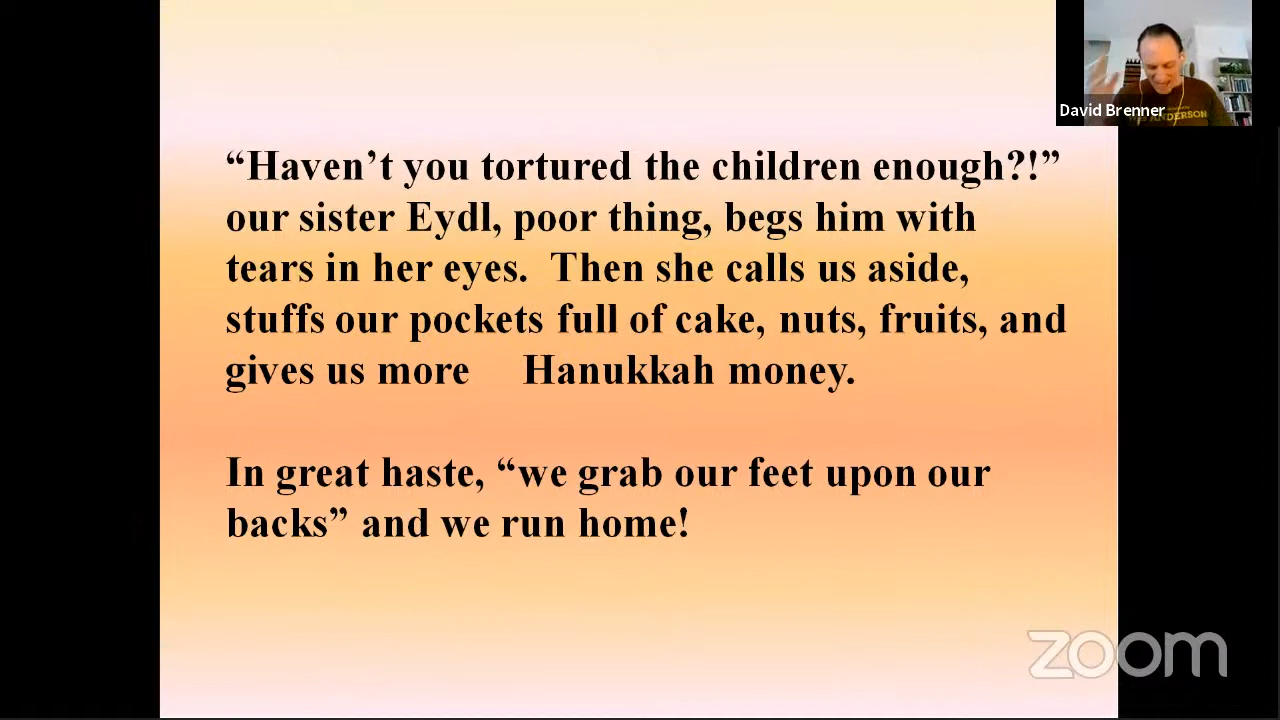 David Brenner
ANDERSON
“Haven’t you tortured the children enough?!”
our sister Eydl, poor thing, begs him with
tears in her eyes.  Then she calls us aside,
stuffs our pockets full of cake, nuts, fruits, and
gives us more     Hanukkah money.
In great haste, “we grab our feet upon our
backs” and we run home!
zoom